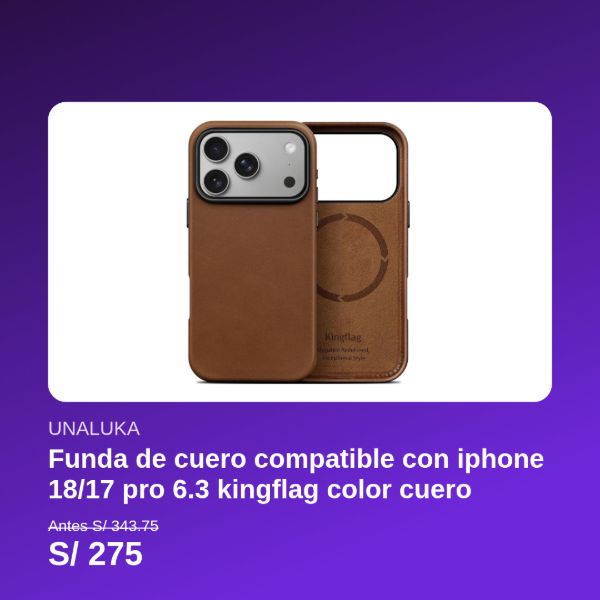 Kingflag
UNALUKA
Funda de cuero compatible con iphone
18/17 pro 6.3 kingflag color cuero
Antes S/ 343.75
S/ 275